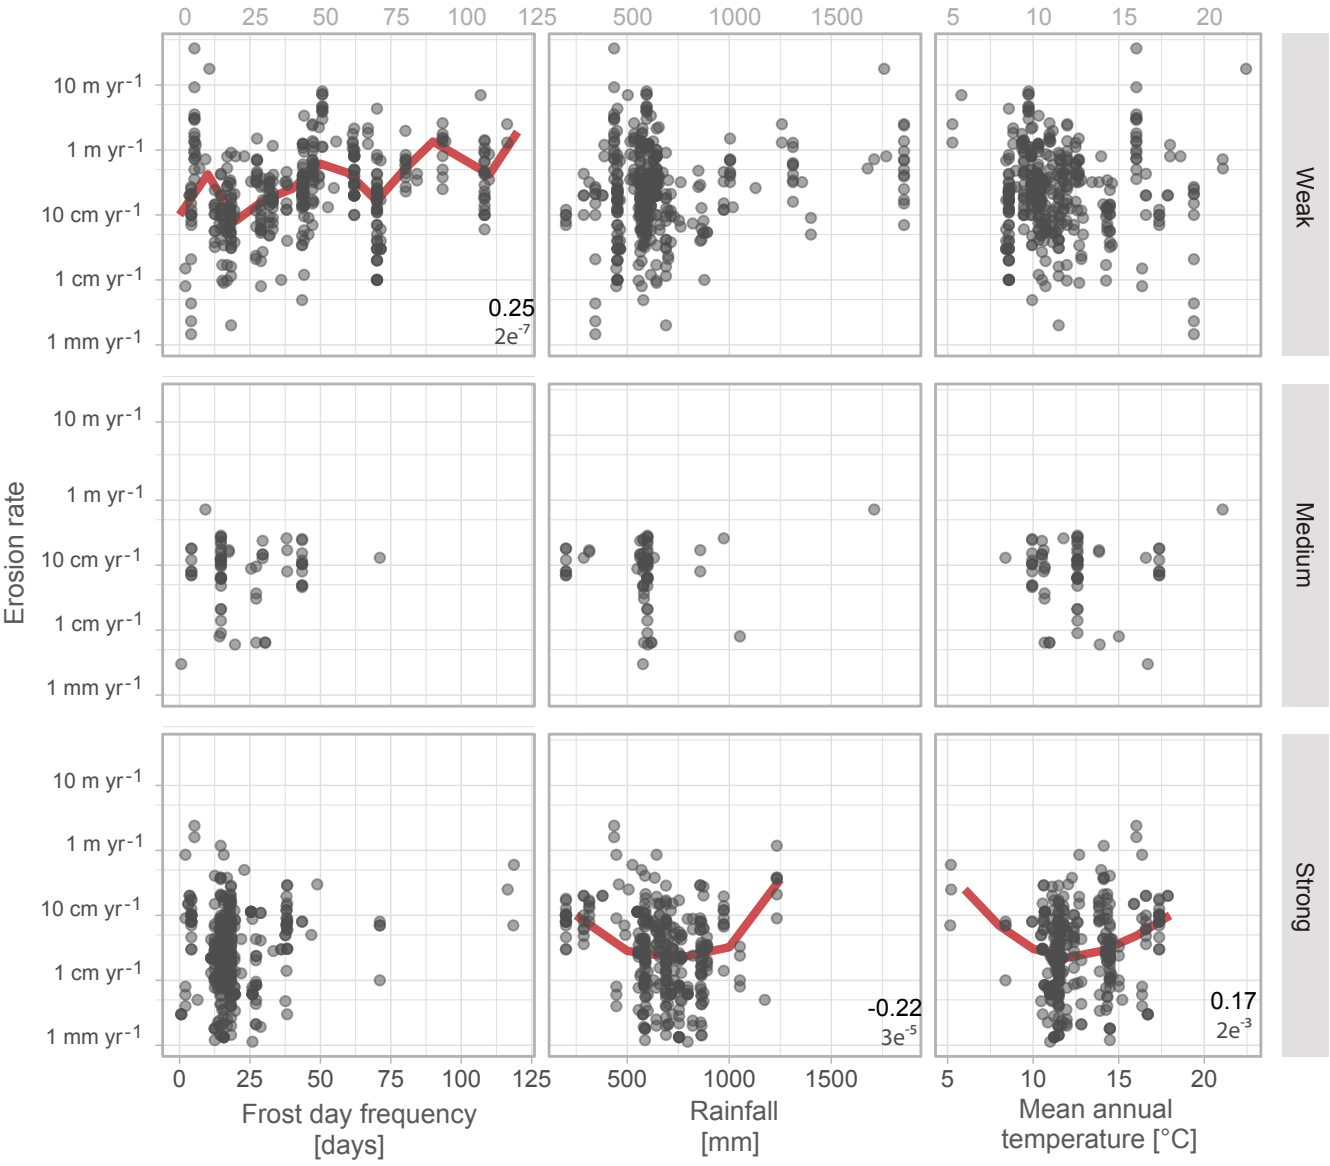 0 25 50 75 100 125 500 1000 1500 5 10 15 20
10 m yr-1
1 m yr-1
10 cm yr-1
1 cm yr-1
1 mm yr-1
0.25
2e-7
Weak
10 m yr-1
1 m yr-1
10 cm yr-1
1 cm yr-1
1 mm yr-1
Erosion rate
Medium
10 m yr-1
1 m yr-1
10 cm yr-1
1 cm yr-1
1 mm yr-1
-0.22
3e-5
0.17
2e-3
Strong
0 25 50 75 100 125 500 1000 1500 5 10 15 20
Frost day frequency
[days]
Rainfall
[mm]
Mean annual
temperature [°C]